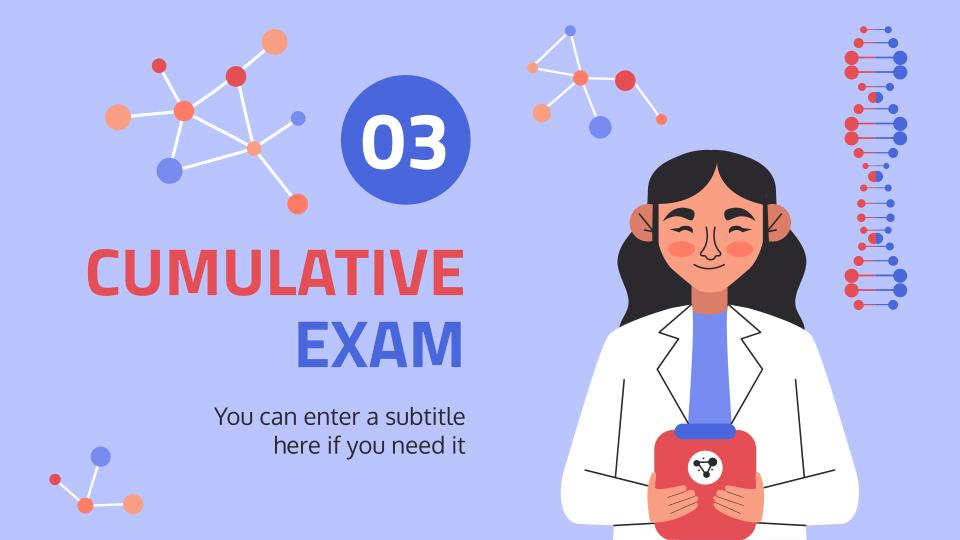 03
CUMULATIVE
EXAM
You can enter a subtitle
here if you need it